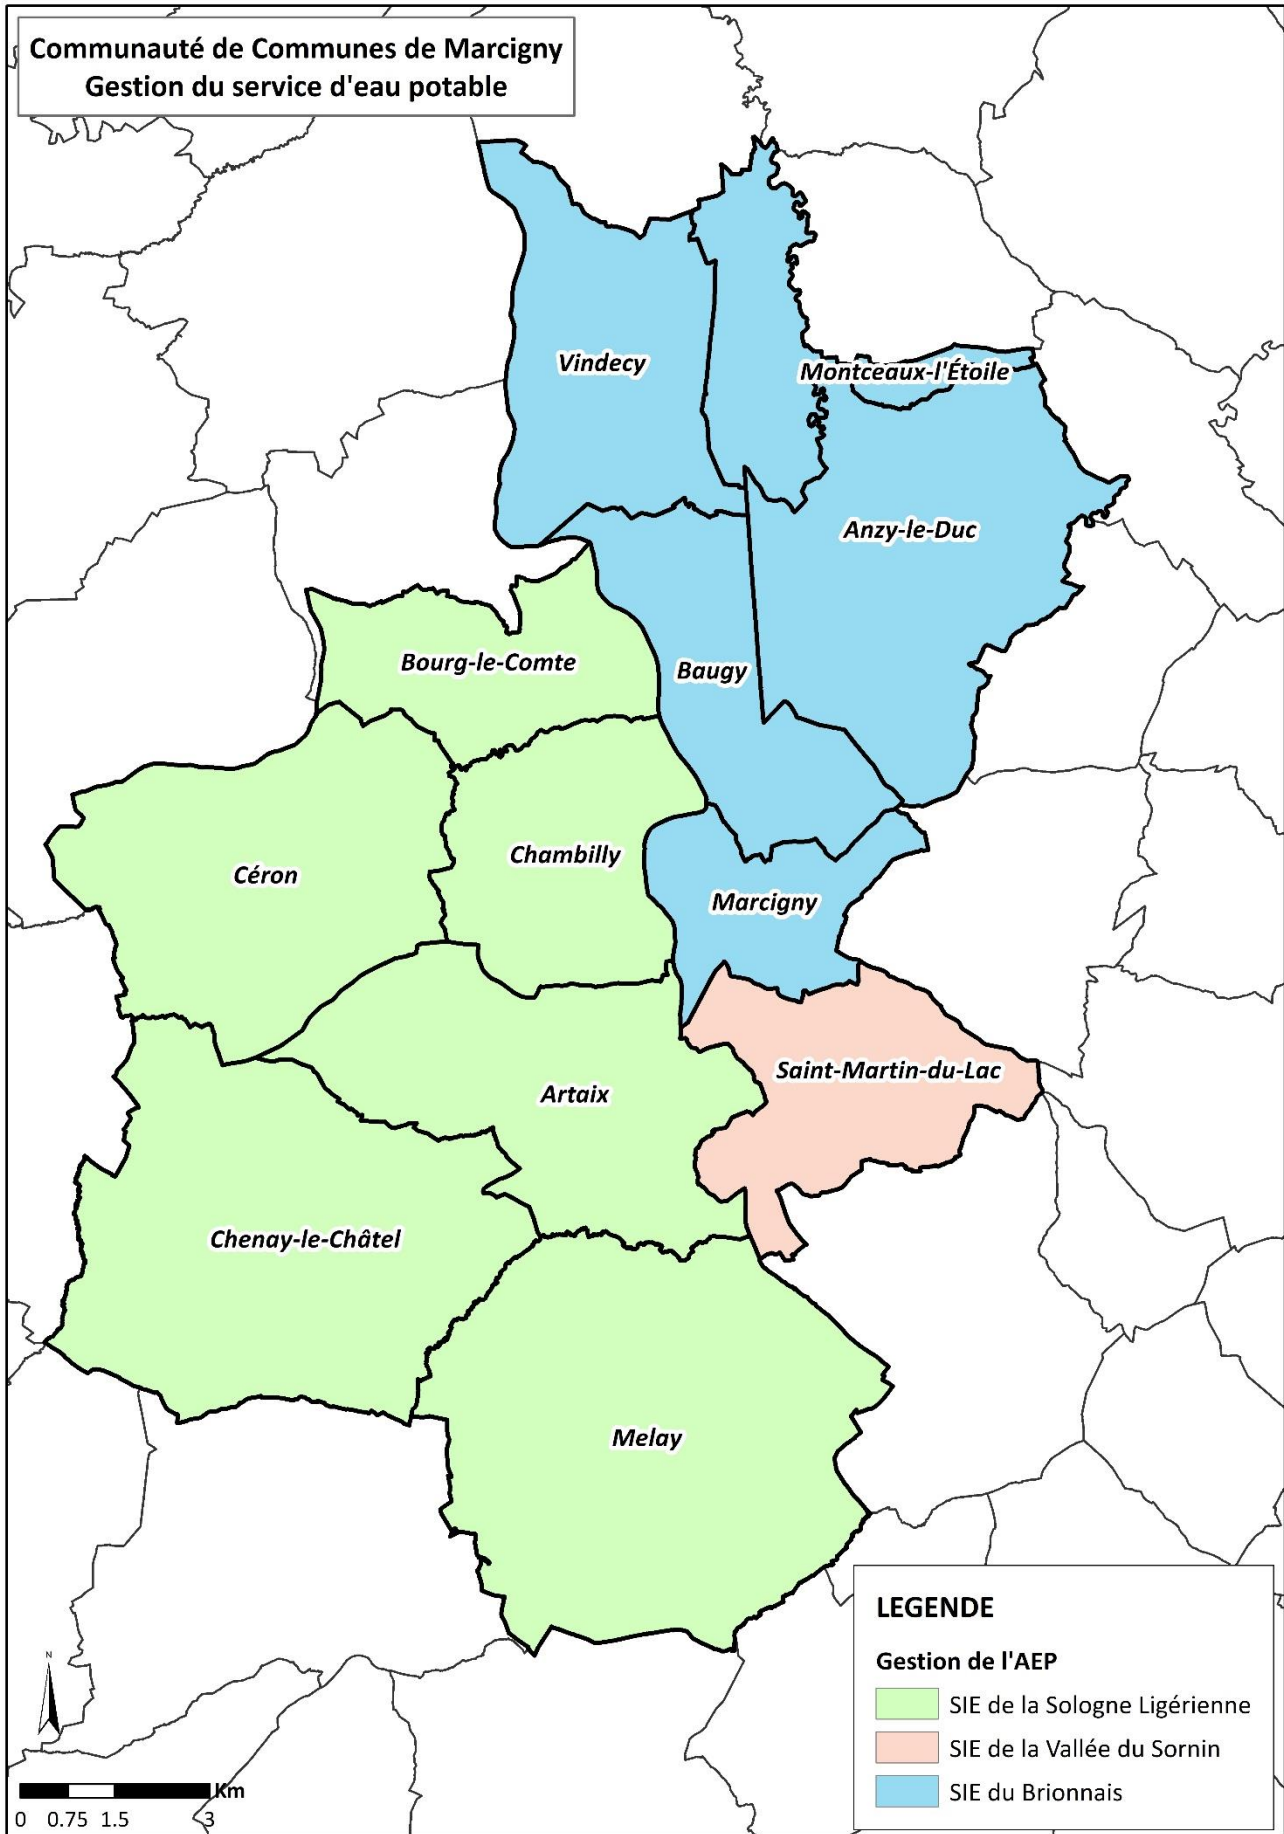 Communauté de Communes de Marcigny
Gestion du service d'eau potable
Vindecy
Montceaux-l'Étoile
Anzy-le-Duc
Bourg-le-Comte
Baugy
Chambilly
Céron
Marcigny
Saint-Martin-du-Lac
Artaix
Chenay-le-Châtel
Melay
LEGENDE
Gestion de l'AEP
SIE de la Sologne Ligérienne
SIE de la Vallée du Sornin
SIE du Brionnais
N
Km
0 0.75 1.5 3